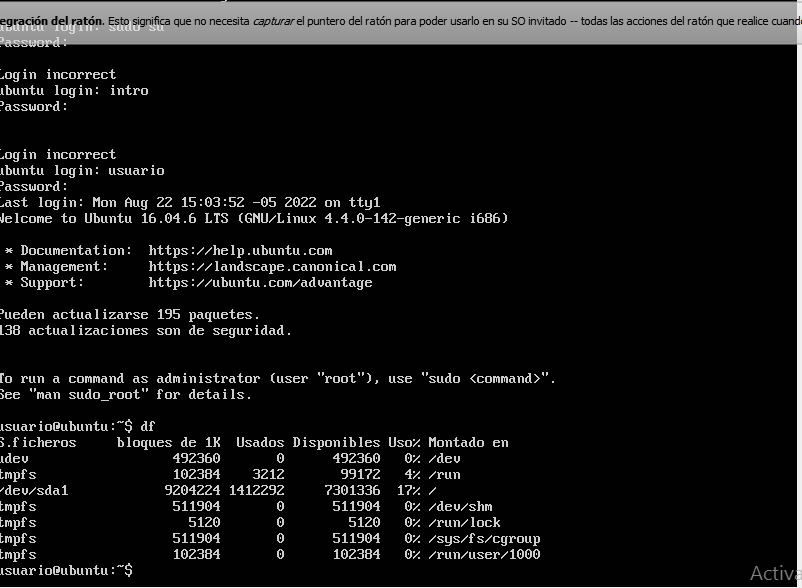 egración del ratón. Esto significa que no necesita capturar el puntero del ratón para poder usarlo en su SO invitado -- todas las acciones del ratón que realice cuand
ubuntu login: sudo su
Password:
Login incorrect
ubuntu login: intro
Password:
Login incorrect
ubuntu login: usuario
Password:
Last login: Mon Aug 22 15:03:52 -05 2022 on tty1
Welcome to Ubuntu 16.04.6 LTS (GNU/Linux 4.4.0-142-generic i686)
* Documentation:  https://help.ubuntu.com
* Management:     https://landscape.canonical.com
* Support:        https://ubuntu.com/advantage
Pueden actualizarse 195 paquetes.
138 actualizaciones son de seguridad.
To run a command as administrator (user "root"), use "sudo <command>".
See "man sudo_root" for details.
usuario@ubuntu:~$ df
S.ficheros     bloques de 1K  Usados Disponibles Uso% Montado en
udev                  492360       0      492360   0% /dev
tmpfs                 102384    3212       99172   4% /run
/dev/sda1            9204224 1412292     7301336  17% /
tmpfs                 511904       0      511904   0% /dev/shm
tmpfs                   5120       0        5120   0% /run/lock
tmpfs                 511904       0      511904   0% /sys/fs/cgroup
tmpfs                 102384       0      102384   0% /run/user/1000
usuario@ubuntu:~$
Activa